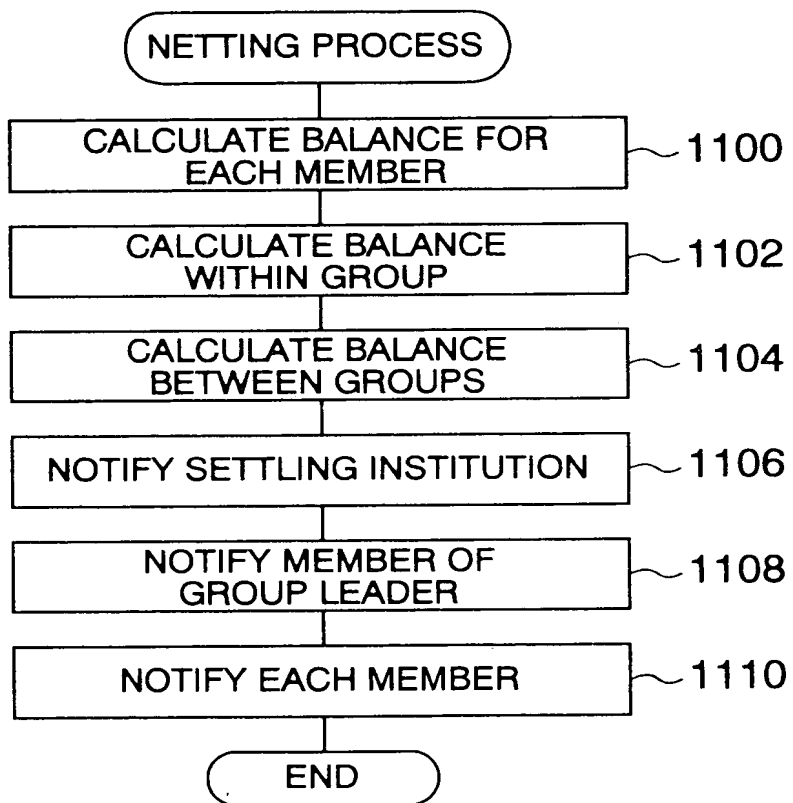 NETTING PROCESS
CALCULATE BALANCE FOR
EACH MEMBER
1100
CALCULATE BALANCE
WITHIN GROUP
1102
CALCULATE BALANCE
BETWEEN GROUPS
1104
NOTIFY SETTLING INSTITUTION
1106
NOTIFY MEMBER OF
GROUP LEADER
1108
NOTIFY EACH MEMBER
1110
END